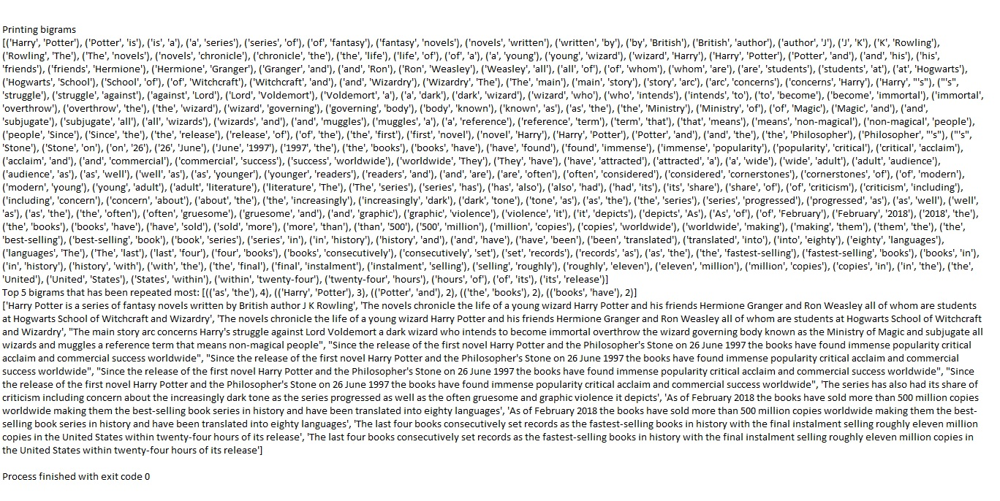 Printing bigrams
[('Harry', 'Potter'), ('Potter', 'is'), ('is', 'a'), ('a', 'series'), ('series', 'of'), ('of', 'fantasy'), ('fantasy', 'novels'), ('novels', 'written'), ('written', 'by'), ('by', 'British'), ('British', 'author'), ('author', 'J'), ('J', 'K'), ('K', 'Rowling'),
('Rowling', 'The'), ('The', 'novels'), ('novels', 'chronicle'), ('chronicle', 'the'), ('the', 'life'), ('life', 'of'), ('of', 'a'), ('a', 'young'), ('young', 'wizard'), ('wizard', 'Harry'), ('Harry', 'Potter'), ('Potter', 'and'), ('and', 'his'), ('his',
'friends'), ('friends', 'Hermione'), ('Hermione', 'Granger'), ('Granger', 'and'), ('and', 'Ron'), ('Ron', 'Weasley'), ('Weasley', 'all'), ('all', 'of'), ('of', 'whom'), ('whom', 'are'), ('are', 'students'), ('students', 'at'), ('at', 'Hogwarts'),
('Hogwarts', 'School'), ('School', 'of'), ('of', 'Witchcraft'), ('Witchcraft', 'and'), ('and', 'Wizardry'), ('Wizardry', 'The'), ('The', 'main'), ('main', 'story'), ('story', 'arc'), ('arc', 'concerns'), ('concerns', 'Harry'), ('Harry', "'s"), ("'s",
'struggle'), ('struggle', 'against'), ('against', 'Lord'), ('Lord', 'Voldemort'), ('Voldemort', 'a'), ('a', 'dark'), ('dark', 'wizard'), ('wizard', 'who'), ('who', 'intends'), ('intends', 'to'), ('to', 'become'), ('become', 'immortal'), ('immortal',
'overthrow'), ('overthrow', 'the'), ('the', 'wizard'), ('wizard', 'governing'), ('governing', 'body'), ('body', 'known'), ('known', 'as'), ('as', 'the'), ('the', 'Ministry'), ('Ministry', 'of'), ('of', 'Magic'), ('Magic', 'and'), ('and',
'subjugate'), ('subjugate', 'all'), ('all', 'wizards'), ('wizards', 'and'), ('and', 'muggles'), ('muggles', 'a'), ('a', 'reference'), ('reference', 'term'), ('term', 'that'), ('that', 'means'), ('means', 'non-magical'), ('non-magical', 'people'),
('people', 'Since'), ('Since', 'the'), ('the', 'release'), ('release', 'of'), ('of', 'the'), ('the', 'first'), ('first', 'novel'), ('novel', 'Harry'), ('Harry', 'Potter'), ('Potter', 'and'), ('and', 'the'), ('the', 'Philosopher'), ('Philosopher', "'s"), ("'s",
'Stone'), ('Stone', 'on'), ('on', '26'), ('26', 'June'), ('June', '1997'), ('1997', 'the'), ('the', 'books'), ('books', 'have'), ('have', 'found'), ('found', 'immense'), ('immense', 'popularity'), ('popularity', 'critical'), ('critical', 'acclaim'),
('acclaim', 'and'), ('and', 'commercial'), ('commercial', 'success'), ('success', 'worldwide'), ('worldwide', 'They'), ('They', 'have'), ('have', 'attracted'), ('attracted', 'a'), ('a', 'wide'), ('wide', 'adult'), ('adult', 'audience'),
('audience', 'as'), ('as', 'well'), ('well', 'as'), ('as', 'younger'), ('younger', 'readers'), ('readers', 'and'), ('and', 'are'), ('are', 'often'), ('often', 'considered'), ('considered', 'cornerstones'), ('cornerstones', 'of'), ('of', 'modern'),
('modern', 'young'), ('young', 'adult'), ('adult', 'literature'), ('literature', 'The'), ('The', 'series'), ('series', 'has'), ('has', 'also'), ('also', 'had'), ('had', 'its'), ('its', 'share'), ('share', 'of'), ('of', 'criticism'), ('criticism', 'including'),
('including', 'concern'), ('concern', 'about'), ('about', 'the'), ('the', 'increasingly'), ('increasingly', 'dark'), ('dark', 'tone'), ('tone', 'as'), ('as', 'the'), ('the', 'series'), ('series', 'progressed'), ('progressed', 'as'), ('as', 'well'), ('well',
'as'), ('as', 'the'), ('the', 'often'), ('often', 'gruesome'), ('gruesome', 'and'), ('and', 'graphic'), ('graphic', 'violence'), ('violence', 'it'), ('it', 'depicts'), ('depicts', 'As'), ('As', 'of'), ('of', 'February'), ('February', '2018'), ('2018', 'the'),
('the', 'books'), ('books', 'have'), ('have', 'sold'), ('sold', 'more'), ('more', 'than'), ('than', '500'), ('500', 'million'), ('million', 'copies'), ('copies', 'worldwide'), ('worldwide', 'making'), ('making', 'them'), ('them', 'the'), ('the',
'best-selling'), ('best-selling', 'book'), ('book', 'series'), ('series', 'in'), ('in', 'history'), ('history', 'and'), ('and', 'have'), ('have', 'been'), ('been', 'translated'), ('translated', 'into'), ('into', 'eighty'), ('eighty', 'languages'),
('languages', 'The'), ('The', 'last'), ('last', 'four'), ('four', 'books'), ('books', 'consecutively'), ('consecutively', 'set'), ('set', 'records'), ('records', 'as'), ('as', 'the'), ('the', 'fastest-selling'), ('fastest-selling', 'books'), ('books', 'in'),
('in', 'history'), ('history', 'with'), ('with', 'the'), ('the', 'final'), ('final', 'instalment'), ('instalment', 'selling'), ('selling', 'roughly'), ('roughly', 'eleven'), ('eleven', 'million'), ('million', 'copies'), ('copies', 'in'), ('in', 'the'), ('the',
'United'), ('United', 'States'), ('States', 'within'), ('within', 'twenty-four'), ('twenty-four', 'hours'), ('hours', 'of'), ('of', 'its'), ('its', 'release')]
Top 5 bigrams that has been repeated most: [(('as', 'the'), 4), (('Harry', 'Potter'), 3), (('Potter', 'and'), 2), (('the', 'books'), 2), (('books', 'have'), 2)]
['Harry Potter is a series of fantasy novels written by British author J K Rowling', 'The novels chronicle the life of a young wizard Harry Potter and his friends Hermione Granger and Ron Weasley all of whom are students
at Hogwarts School of Witchcraft and Wizardry', 'The novels chronicle the life of a young wizard Harry Potter and his friends Hermione Granger and Ron Weasley all of whom are students at Hogwarts School of Witchcraft
and Wizardry', "The main story arc concerns Harry's struggle against Lord Voldemort a dark wizard who intends to become immortal overthrow the wizard governing body known as the Ministry of Magic and subjugate all
wizards and muggles a reference term that means non-magical people", "Since the release of the first novel Harry Potter and the Philosopher's Stone on 26 June 1997 the books have found immense popularity critical
acclaim and commercial success worldwide", "Since the release of the first novel Harry Potter and the Philosopher's Stone on 26 June 1997 the books have found immense popularity critical acclaim and commercial
success worldwide", "Since the release of the first novel Harry Potter and the Philosopher's Stone on 26 June 1997 the books have found immense popularity critical acclaim and commercial success worldwide", "Since
the release of the first novel Harry Potter and the Philosopher's Stone on 26 June 1997 the books have found immense popularity critical acclaim and commercial success worldwide", 'The series has also had its share of
criticism including concern about the increasingly dark tone as the series progressed as well as the often gruesome and graphic violence it depicts', 'As of February 2018 the books have sold more than 500 million copies
worldwide making them the best-selling book series in history and have been translated into eighty languages', 'As of February 2018 the books have sold more than 500 million copies worldwide making them the best-
selling book series in history and have been translated into eighty languages', 'The last four books consecutively set records as the fastest-selling books in history with the final instalment selling roughly eleven million
copies in the United States within twenty-four hours of its release', 'The last four books consecutively set records as the fastest-selling books in history with the final instalment selling roughly eleven million copies in
the United States within twenty-four hours of its release']
Process finished with exit code 0